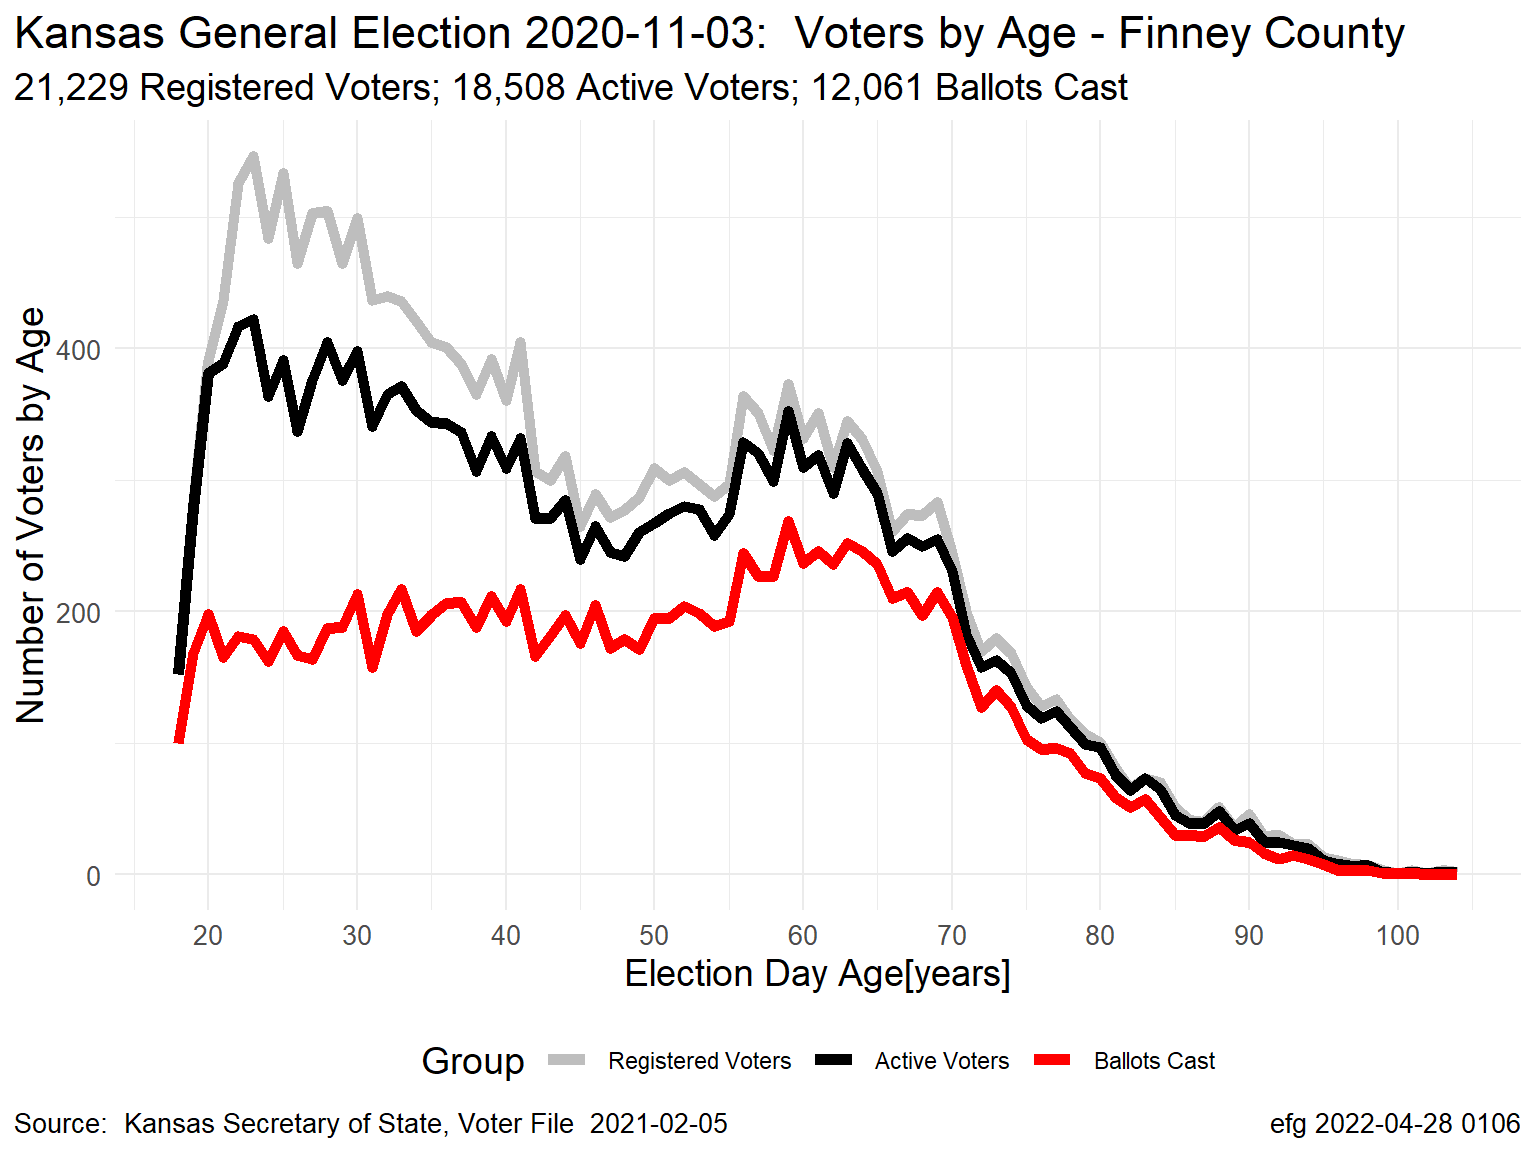 Kansas General Election 2020-11-03:  Voters by Age - Finney County
21,229 Registered Voters; 18,508 Active Voters; 12,061 Ballots Cast
Number of Voters by Age
400
200
0
20 30 40 50 60 70 80 90 100
Election Day Age[years]
Group Registered Voters Active Voters Ballots Cast
Source:  Kansas Secretary of State, Voter File  2021-02-05
efg 2022-04-28 0106